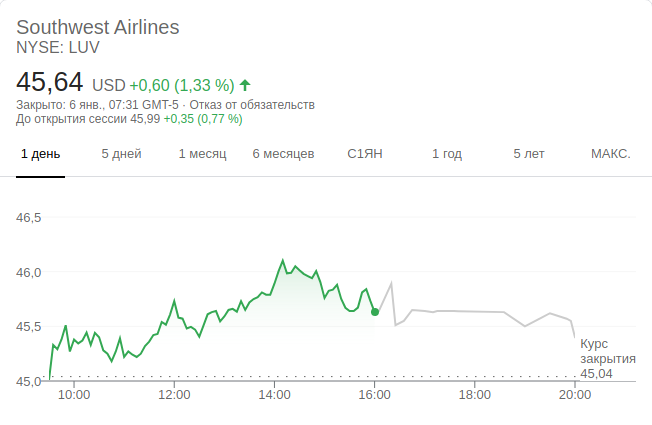 Southwest Airlines
NYSE: LUV
45,64 USD +0,60 (1,33 %)
Закрыто: 6 янв., 07:31 GMT-5 · Отказ от обязательств
До открытия сессии 45,99 +0,35 (0,77 %)
1 день 5 дней 1 месяц 6 месяцев С1ЯН 1 год 5 лет МАКС.
46,5
46,0
45,5
45,0
Курс
закрытия
45,04
10:00 12:00 14:00 16:00 18:00 20:00